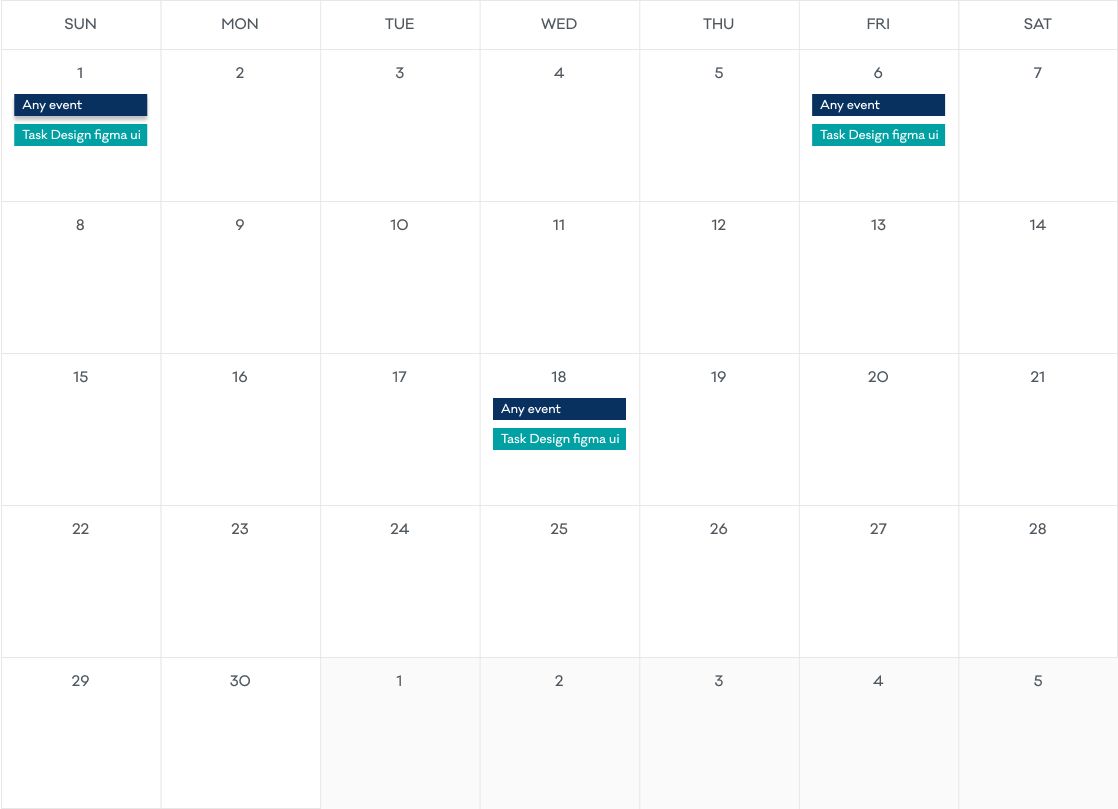 SUN MON TUE WED THU FRI SAT
1 2 3 4 5 6 7
Any event Any event
Task Design figma ui Task Design figma ui
8 9 10 11 12 13 14
15 16 17 18 19 20 21
Any event
Task Design figma ui
22 23 24 25 26 27 28
29 30 1 2 3 4 5